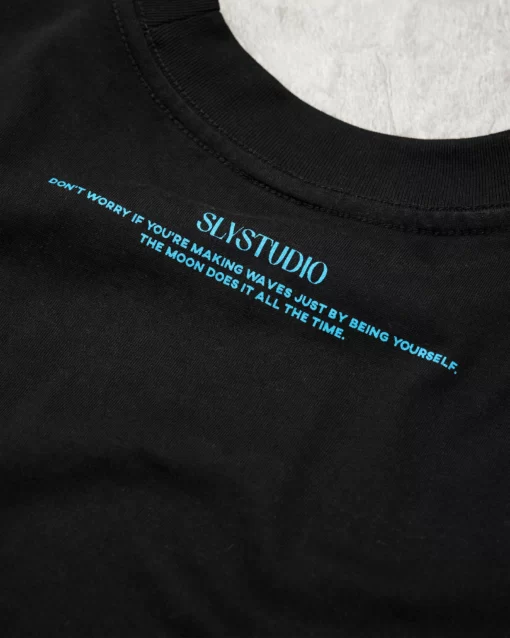 SLYSTUDIO
DON'T WORRY IF YOU'RE MAKING WAVES JUST BY BEING YOURSELF.
THE MOON DOES IT ALL THE TIME.